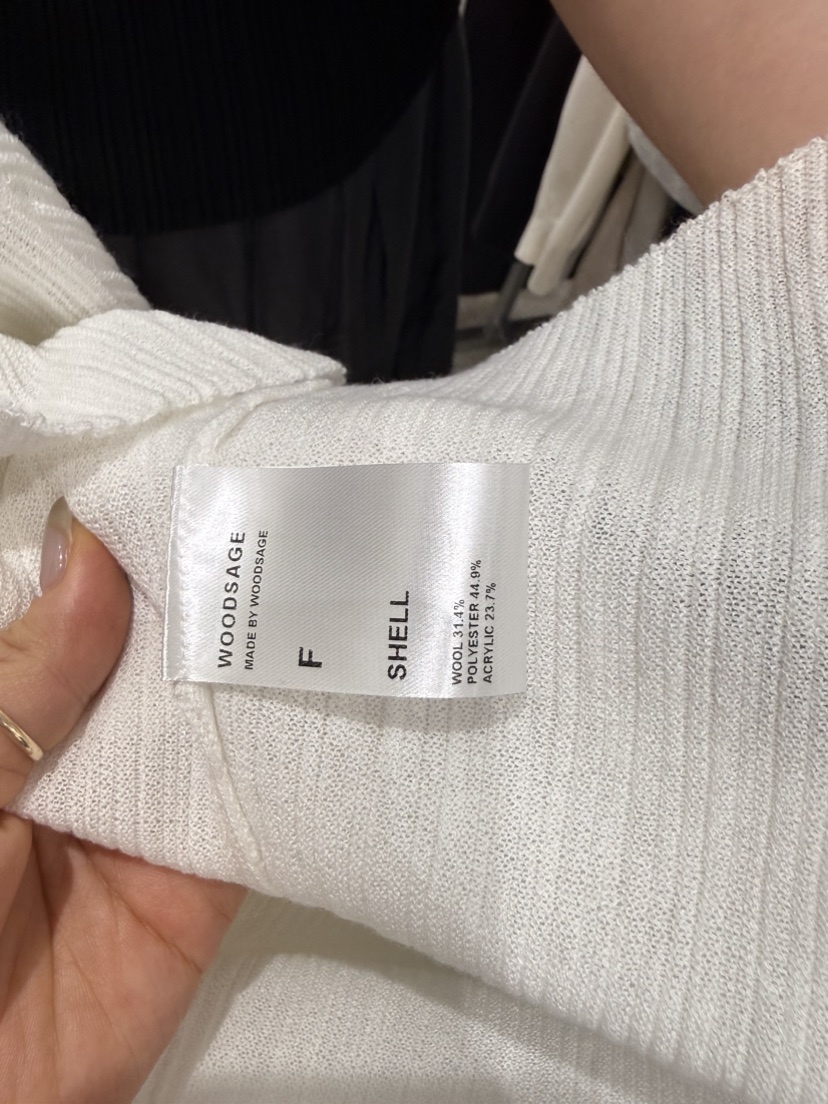 WOODSAGE
MADE BY WOODSAGE
F
SHELL
WOOL 31.4%
POLYESTER 44.9%
ACRYLIC 23.7%